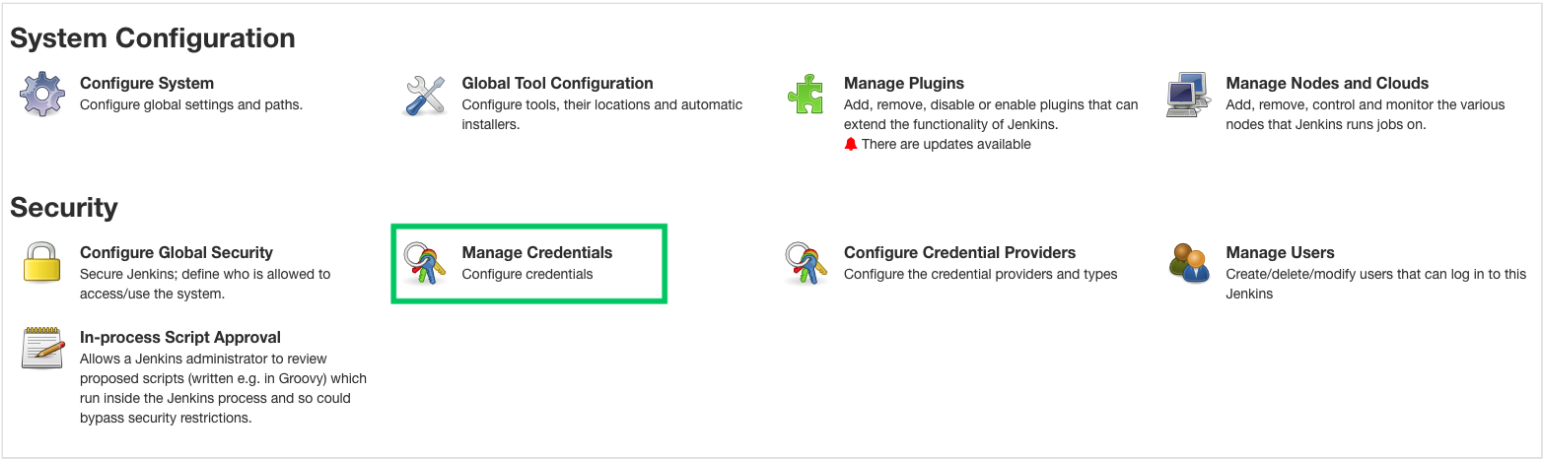 System Configuration
Configure System
Configure global settings and paths.
Global Tool Configuration
Configure tools, their locations and automatic
installers.
Manage Plugins
Add, remove, disable or enable plugins that can
extend the functionality of Jenkins.
There are updates available
Manage Nodes and Clouds
Add, remove, control and monitor the various
nodes that Jenkins runs jobs on.
Security
Configure Global Security
Secure Jenkins; define who is allowed to
access/use the system.
Manage Credentials
Configure credentials
Configure Credential Providers
Configure the credential providers and types
Manage Users
Create/delete/modify users that can log in to this
Jenkins
In-process Script Approval
Allows a Jenkins administrator to review
proposed scripts (written e.g. in Groovy) which
run inside the Jenkins process and so could
bypass security restrictions.